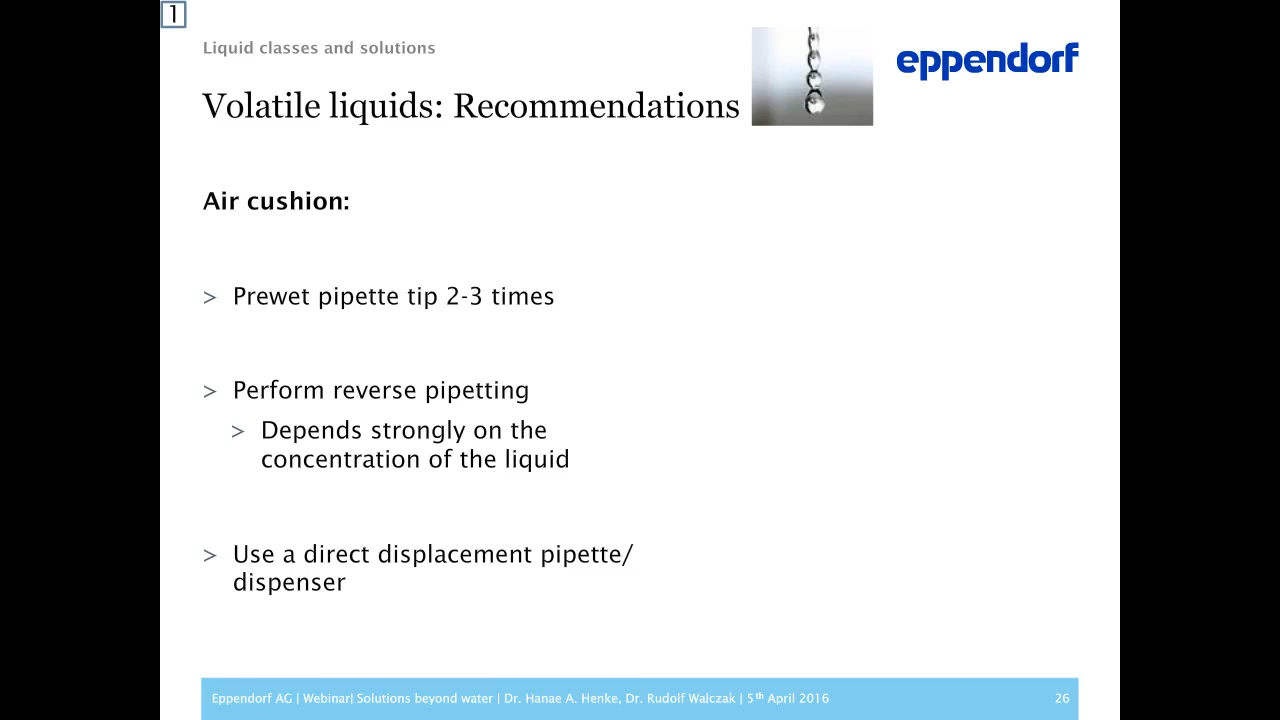 1
Liquid classes and solutions
eppendorf
Volatile liquids: Recommendations
Air cushion:
> Prewet pipette tip 2-3 times
> Perform reverse pipetting
> Depends strongly on the
concentration of the liquid
> Use a direct displacement pipette/
dispenser
Eppendorf AG | Webinar| Solutions beyond water | Dr. Hanae A. Henke, Dr. Rudolf Walczak | 5th April 2016 26